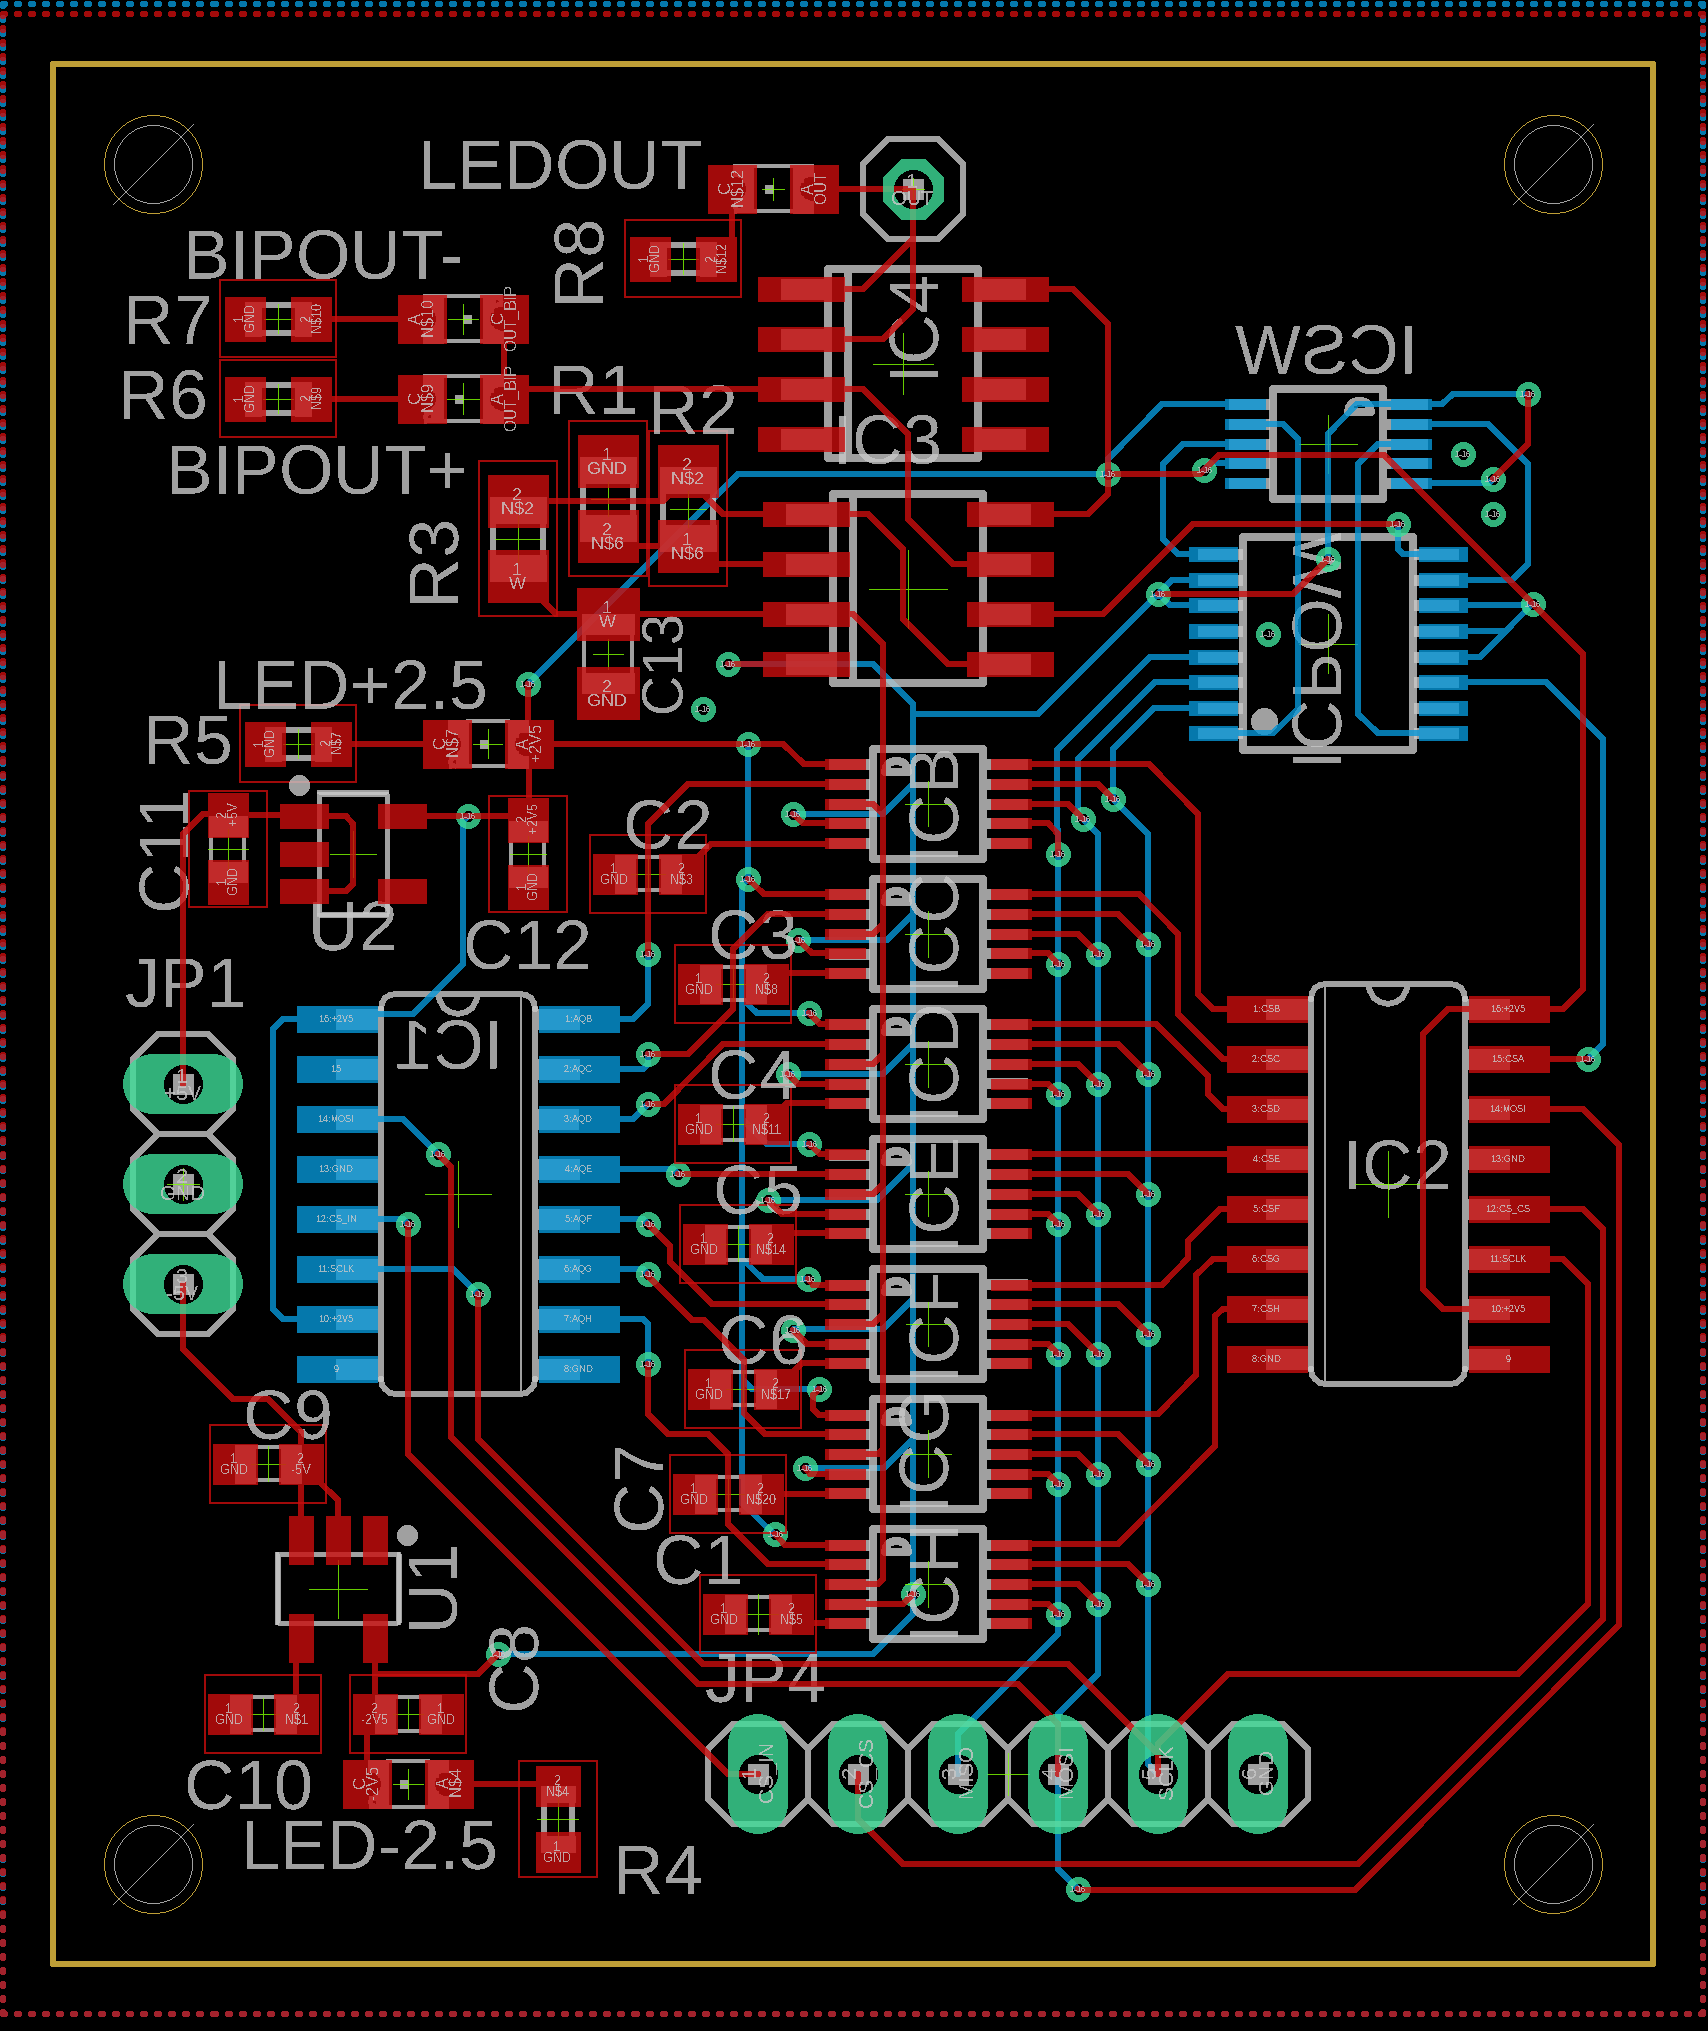 LEDOUT
C
N$12
A
OUT
1
OUT
R8
1
GND
2
N$12
BIPOUT-
R7
1
GND
2
N$10
A
N$10
C
OUT_BIP
IC4
ICSW
R6
1
GND
2
N$9
C
N$9
A
OUT_BIP
R1
R2
IC3
BIPOUT+
1
GND
2
N$6
2
N$2
1
N$6
2
N$2
1
W
R3
ICPOW
1
W
2
GND
C13
LED+2.5
R5
1
GND
2
N$7
C
N$7
A
+2V5
C11
2
+5V
1
GND
U2
2
+2V5
1
GND
C12
C2
1
GND
2
N$3
ICB
C3
1
GND
2
N$8
ICC
JP1
1
+5V
2
GND
3
-5V
IC1
16:+2V5
15
14:MOSI
13:GND
12:CS_IN
11:SCLK
10:+2V5
9
1:AQB
2:AQC
3:AQD
4:AQE
5:AQF
6:AQG
7:AQH
8:GND
C4
1
GND
2
N$11
ICD
C5
1
GND
2
N$14
ICE
IC2
1:CSB
2:CSC
3:CSD
4:CSE
5:CSF
6:CSG
7:CSH
8:GND
16:+2V5
15:CSA
14:MOSI
13:GND
12:CS_CS
11:SCLK
10:+2V5
9
C6
1
GND
2
N$17
ICF
C9
1
GND
2
-5V
C7
1
GND
2
N$20
ICG
U1
C1
1
GND
2
N$5
ICH
C8
1
GND
2
N$1
2
-2V5
1
GND
C10
C
-2V5
A
N$4
LED-2.5
2
N$4
1
GND
R4
JP4
1
CS_IN
2
CS_CS
3
MISO
4
MOSI
5
SCLK
6
GND
1-16